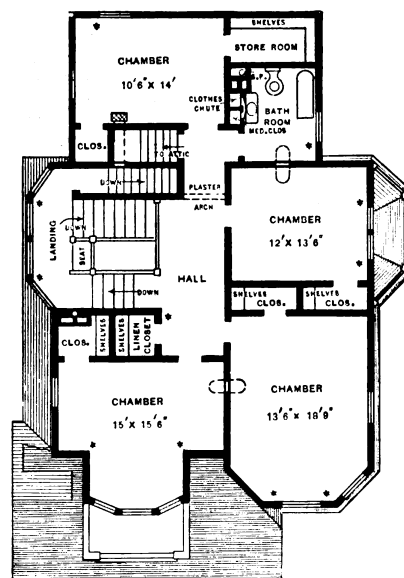 SHELVES
STORE ROOM
CHAMBER
10'6" X 14'
S.P.
CLOTHES
CHUTE
BATH
ROOM
MED. CLOS
CLOS.
TO ATTIC
DOWN
PLASTER
ARCH
LANDING
DOWN
SEAT
CHAMBER
12' X 13'6"
HALL
DOWN
SHELVES
CLOS.
SHELVES
CLOS.
CLOS.
SHELVES
SHELVES
LINEN
CLOSET
CHAMBER
15' X 15'6"
CHAMBER
13'6" X 18'9"